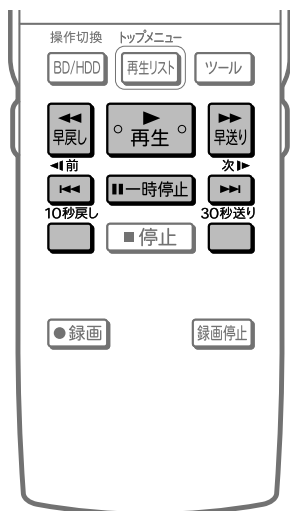 操作切換 トップメニュー
BD/HDD 再生リスト ツール
早戻し 再生 早送り
前 次
一時停止
10秒戻し 30秒送り
停止
録画 録画停止